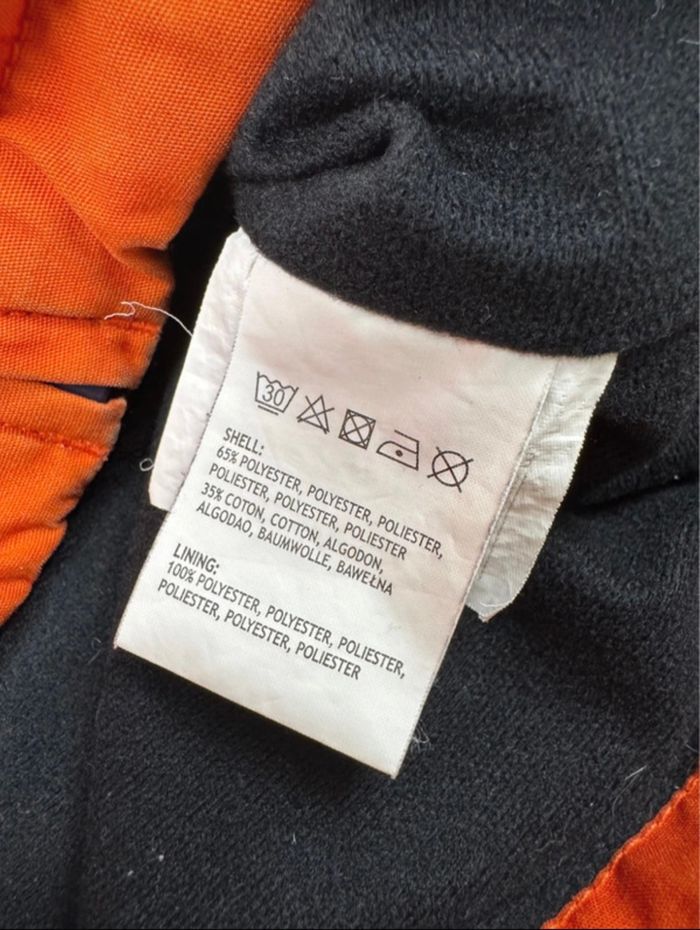 30
SHELL:
65% POLYESTER, POLYESTER, POLIESTER,
POLIESTER, POLYESTER, POLIESTER
35% COTON, COTTON, ALGODON,
ALGODAO, BAUMWOLLE, BAWEŁNA
LINING:
100% POLYESTER, POLYESTER, POLIESTER,
POLIESTER, POLYESTER, POLIESTER